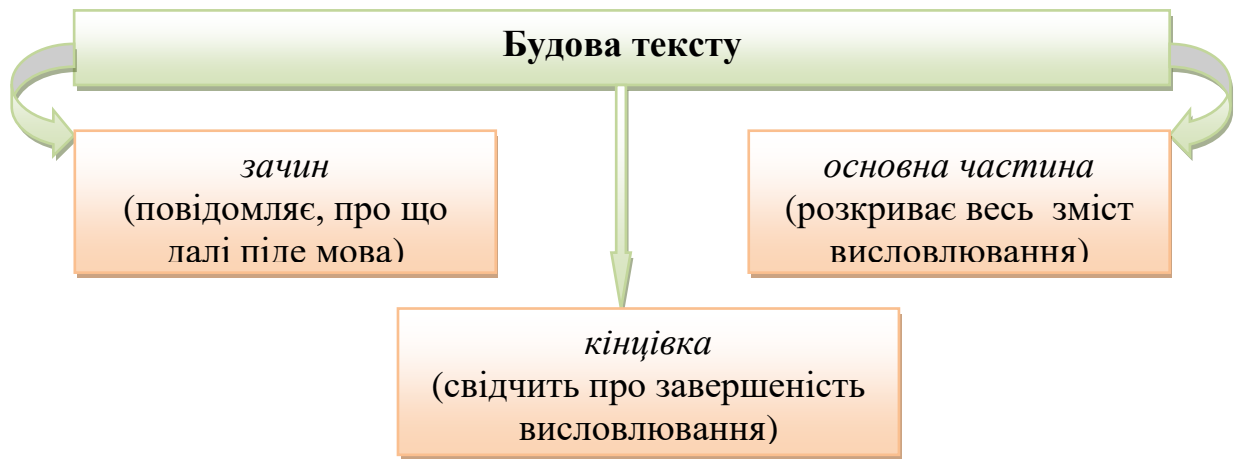 Будова тексту
зачин
(повідомляє, про що
далі піде мова)
основна частина
(розкриває весь зміст
висловлювання)
кінцівка
(свідчить про завершеність
висловлювання)